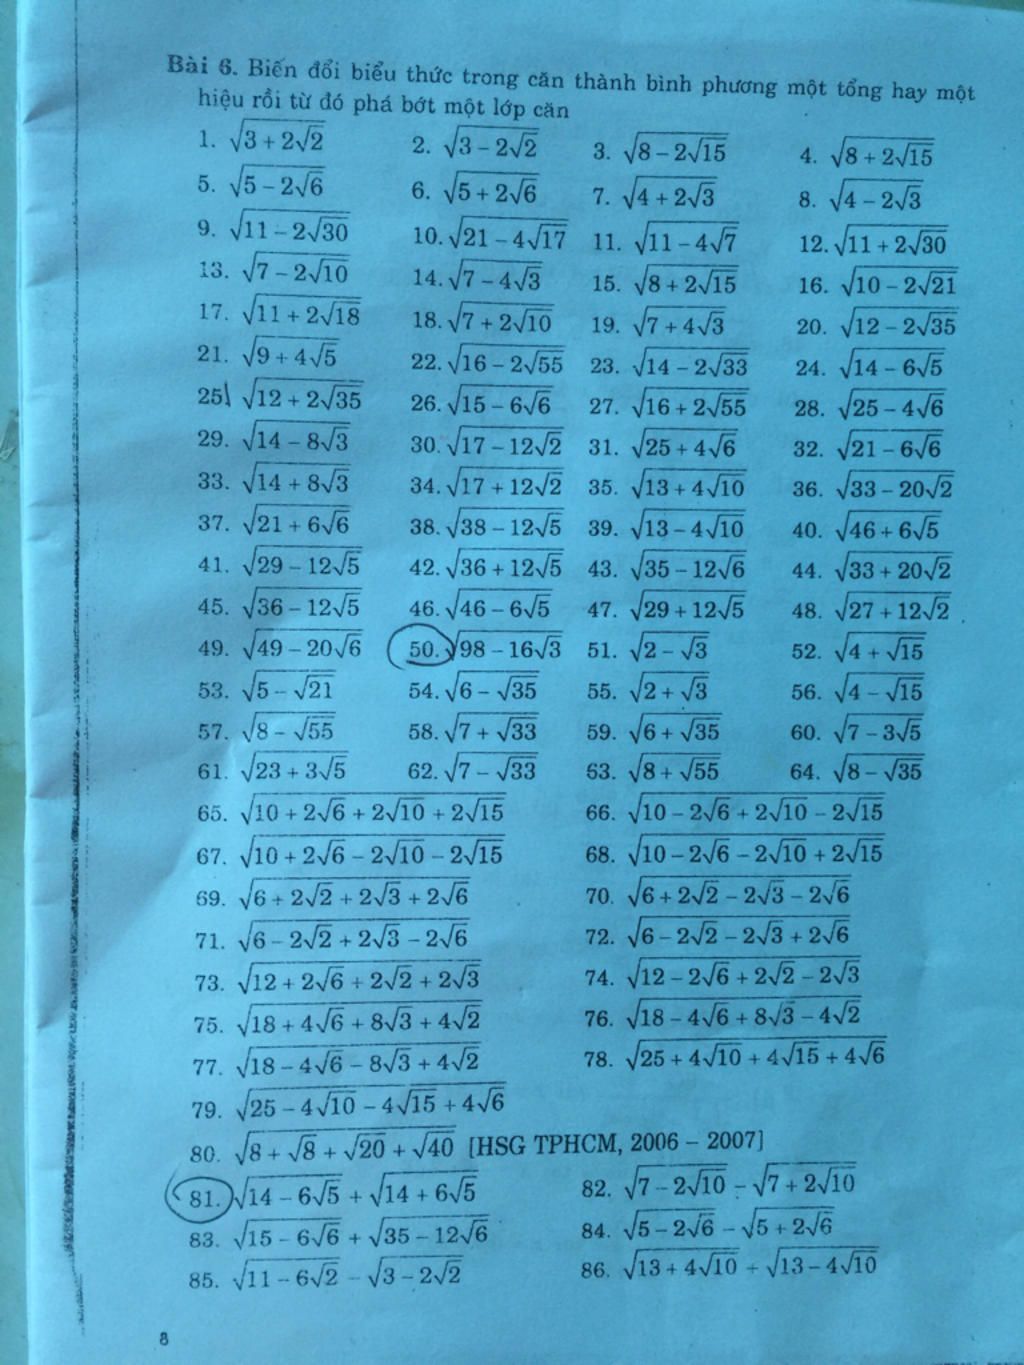 Bài 6. Biến đổi biểu thức trong căn thành bình phương một tổng hay một
hiệu rồi từ đó phá bớt một lớp căn
1. √(3 + 2√2) 2. √(3 − 2√2) 3. √(8 − 2√15) 4. √(8 + 2√15)
5. √(5 − 2√6) 6. √(5 + 2√6) 7. √(4 + 2√3) 8. √(4 − 2√3)
9. √(11 − 2√30) 10. √(21 − 4√17) 11. √(11 − 4√7) 12. √(11 + 2√30)
13. √(7 − 2√10) 14. √(7 − 4√3) 15. √(8 + 2√15) 16. √(10 − 2√21)
17. √(11 + 2√18) 18. √(7 + 2√10) 19. √(7 + 4√3) 20. √(12 − 2√35)
21. √(9 + 4√5) 22. √(16 − 2√55) 23. √(14 − 2√33) 24. √(14 − 6√5)
25. √(12 + 2√35) 26. √(15 − 6√6) 27. √(16 + 2√55) 28. √(25 − 4√6)
29. √(14 − 8√3) 30. √(17 − 12√2) 31. √(25 + 4√6) 32. √(21 − 6√6)
33. √(14 + 8√3) 34. √(17 + 12√2) 35. √(13 + 4√10) 36. √(33 − 20√2)
37. √(21 + 6√6) 38. √(38 − 12√5) 39. √(13 − 4√10) 40. √(46 + 6√5)
41. √(29 − 12√5) 42. √(36 + 12√5) 43. √(35 − 12√6) 44. √(33 + 20√2)
45. √(36 − 12√5) 46. √(46 − 6√5) 47. √(29 + 12√5) 48. √(27 + 12√2)
49. √(49 − 20√6) 50. √(98 − 16√3) 51. √(2 − √3) 52. √(4 + √15)
53. √(5 − √21) 54. √(6 − √35) 55. √(2 + √3) 56. √(4 − √15)
57. √(8 − √55) 58. √(7 + √33) 59. √(6 + √35) 60. √(7 − 3√5)
61. √(23 + 3√5) 62. √(7 − √33) 63. √(8 + √55) 64. √(8 − √35)
65. √(10 + 2√6 + 2√10 + 2√15) 66. √(10 − 2√6 + 2√10 − 2√15)
67. √(10 + 2√6 − 2√10 − 2√15) 68. √(10 − 2√6 − 2√10 + 2√15)
69. √(6 + 2√2 + 2√3 + 2√6) 70. √(6 + 2√2 − 2√3 − 2√6)
71. √(6 − 2√2 + 2√3 − 2√6) 72. √(6 − 2√2 − 2√3 + 2√6)
73. √(12 + 2√6 + 2√2 + 2√3) 74. √(12 − 2√6 + 2√2 − 2√3)
75. √(18 + 4√6 + 8√3 + 4√2) 76. √(18 − 4√6 + 8√3 − 4√2)
77. √(18 − 4√6 − 8√3 + 4√2) 78. √(25 + 4√10 + 4√15 + 4√6)
79. √(25 − 4√10 − 4√15 + 4√6)
80. √(8 + √8 + √20 + √40) [HSG TPHCM, 2006 – 2007]
81. √(14 − 6√5) + √(14 + 6√5) 82. √(7 − 2√10) − √(7 + 2√10)
83. √(15 − 6√6) + √(35 − 12√6) 84. √(5 − 2√6) − √(5 + 2√6)
85. √(11 − 6√2) − √(3 − 2√2) 86. √(13 + 4√10) + √(13 − 4√10)
8